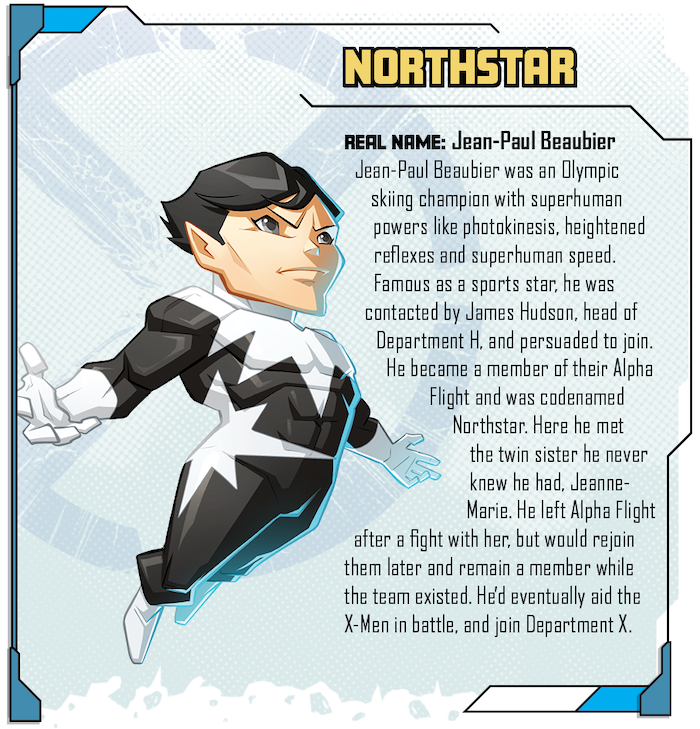 NORTHSTAR
REAL NAME: Jean-Paul Beaubier
Jean-Paul Beaubier was an Olympic
skiing champion with superhuman
powers like photokinesis, heightened
reflexes and superhuman speed.
Famous as a sports star, he was
contacted by James Hudson, head of
Department H, and persuaded to join.
He became a member of their Alpha
Flight and was codenamed
Northstar. Here he met
the twin sister he never
knew he had, Jeanne-
Marie. He left Alpha Flight
after a fight with her, but would rejoin
them later and remain a member while
the team existed. He'd eventually aid the
X-Men in battle, and join Department X.